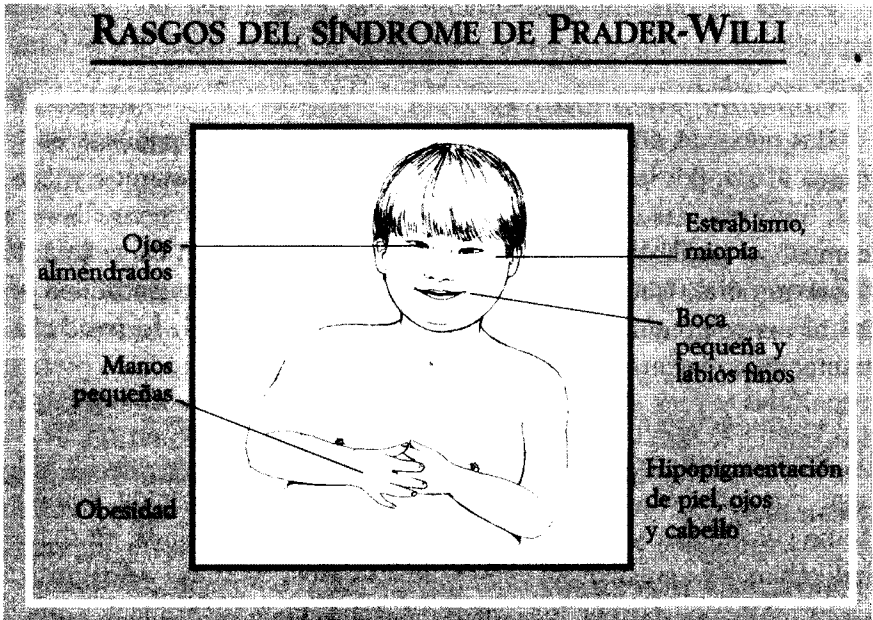 RASGOS DEL SÍNDROME DE PRADER-WILLI
Ojos
almendrados
Manos
pequeñas
Obesidad
Estrabismo,
miopía
Boca
pequeña y
labios finos
Hipopigmentación
de piel, ojos
y cabello